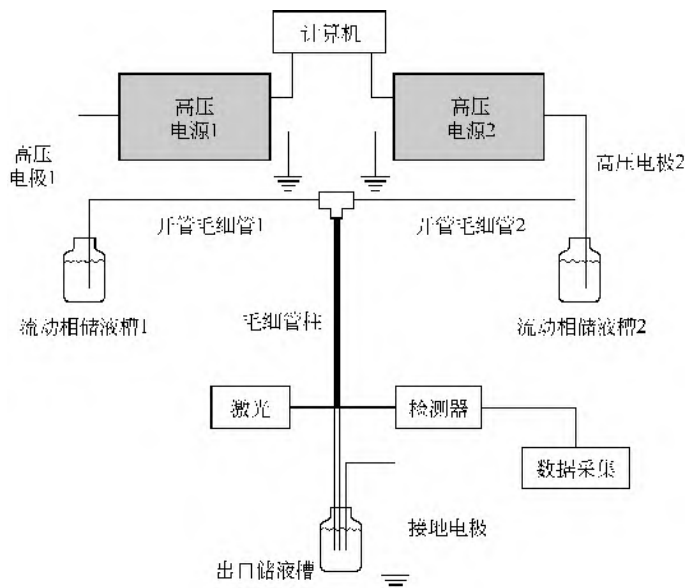 计算机
高压
电源1
高压
电源2
高压
电极1
高压电极2
开管毛细管1
开管毛细管2
流动相储液槽1
毛细管柱
流动相储液槽2
激光
检测器
数据采集
接地电极
出口储液槽